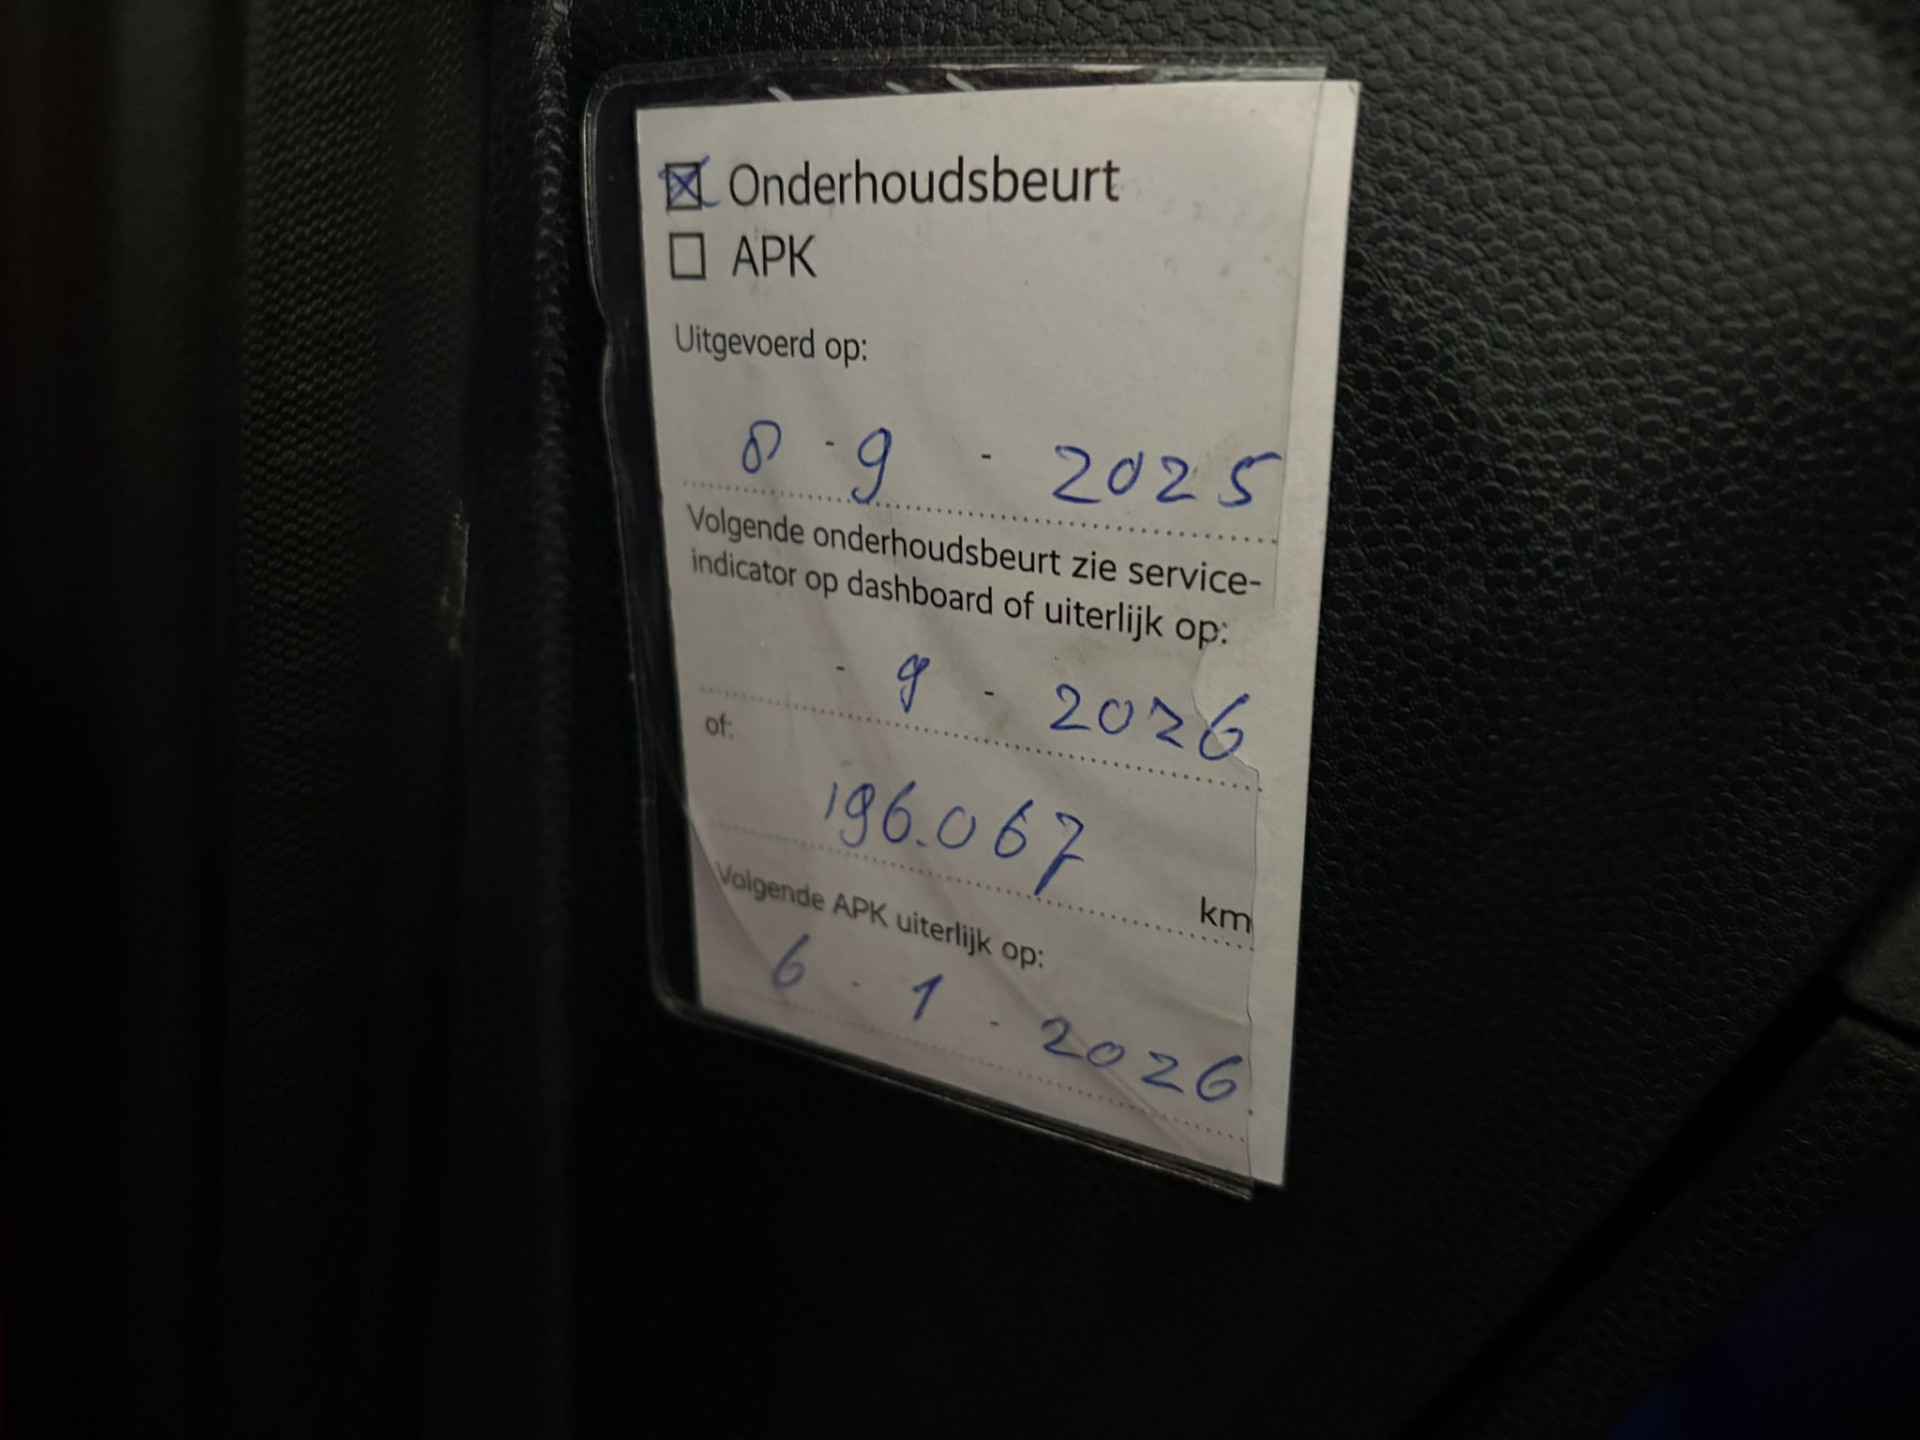 ☒ Onderhoudsbeurt
☐ APK
Uitgevoerd op:
8 - 9 - 2025
Volgende onderhoudsbeurt zie service-
indicator op dashboard of uiterlijk op:
- 9 - 2026
of:
196.067 km
Volgende APK uiterlijk op:
6 - 1 - 2026